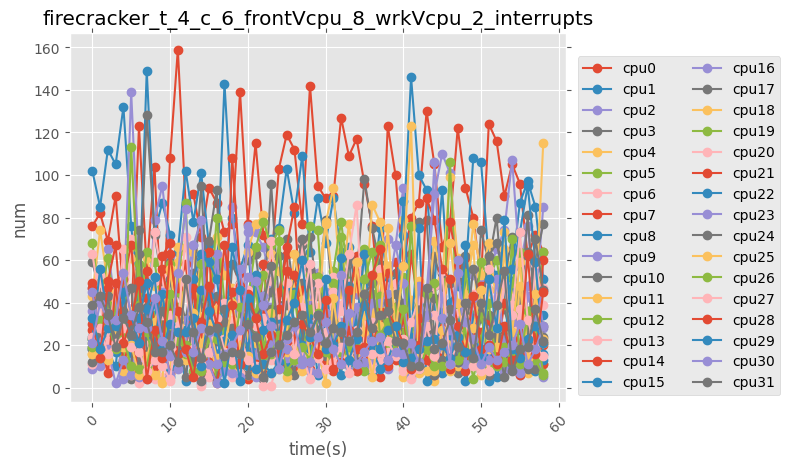 firecracker_t_4_c_6_frontVcpu_8_wrkVcpu_2_interrupts
num
160
140
120
100
80
60
40
20
0
0 10 20 30 40 50 60
time(s)
cpu0 cpu16
cpu1 cpu17
cpu2 cpu18
cpu3 cpu19
cpu4 cpu20
cpu5 cpu21
cpu6 cpu22
cpu7 cpu23
cpu8 cpu24
cpu9 cpu25
cpu10 cpu26
cpu11 cpu27
cpu12 cpu28
cpu13 cpu29
cpu14 cpu30
cpu15 cpu31